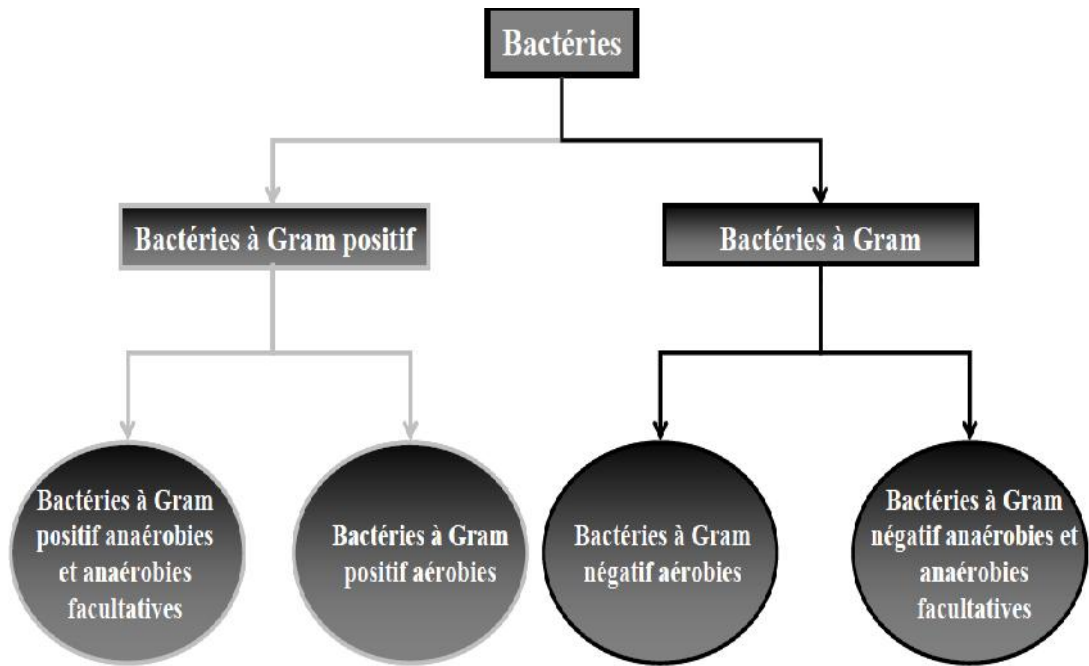 Bactéries
Bactéries à Gram positif
Bactéries à Gram
Bactéries à Gram
positif anaérobies
et anaérobies
facultatives
Bactéries à Gram
positif aérobies
Bactéries à Gram
négatif aérobies
Bactéries à Gram
négatif anaérobies et
anaérobies
facultatives